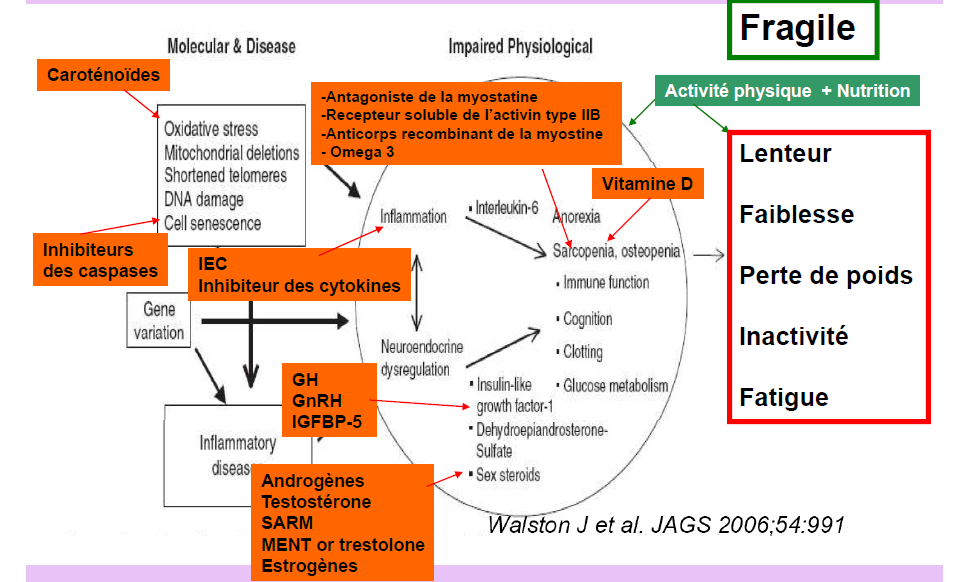 Fragile
Molecular & Disease
Impaired Physiological
Caroténoïdes
Activité physique + Nutrition
-Antagoniste de la myostatine
-Recepteur soluble de l'activin type IIB
-Anticorps recombinant de la myostine
- Omega 3
Oxidative stress
Mitochondrial deletions
Shortened telomeres
DNA damage
Cell senescence
Lenteur
Faiblesse
Perte de poids
Inactivité
Fatigue
Vitamine D
Inflammation
▪ Interleukin-6
Anorexia
Sarcopenia, osteopenia
▪ Immune function
▪ Cognition
▪ Clotting
▪ Glucose metabolism
Inhibiteurs
des caspases
IEC
Inhibiteur des cytokines
Gene
variation
Neuroendocrine
dysregulation
▪ Insulin-like
growth factor-1
▪ Dehydroepiandrosterone-
Sulfate
▪ Sex steroids
GH
GnRH
IGFBP-5
Inflammatory
diseas
Androgènes
Testostérone
SARM
MENT or trestolone
Estrogènes
Walston J et al. JAGS 2006;54:991